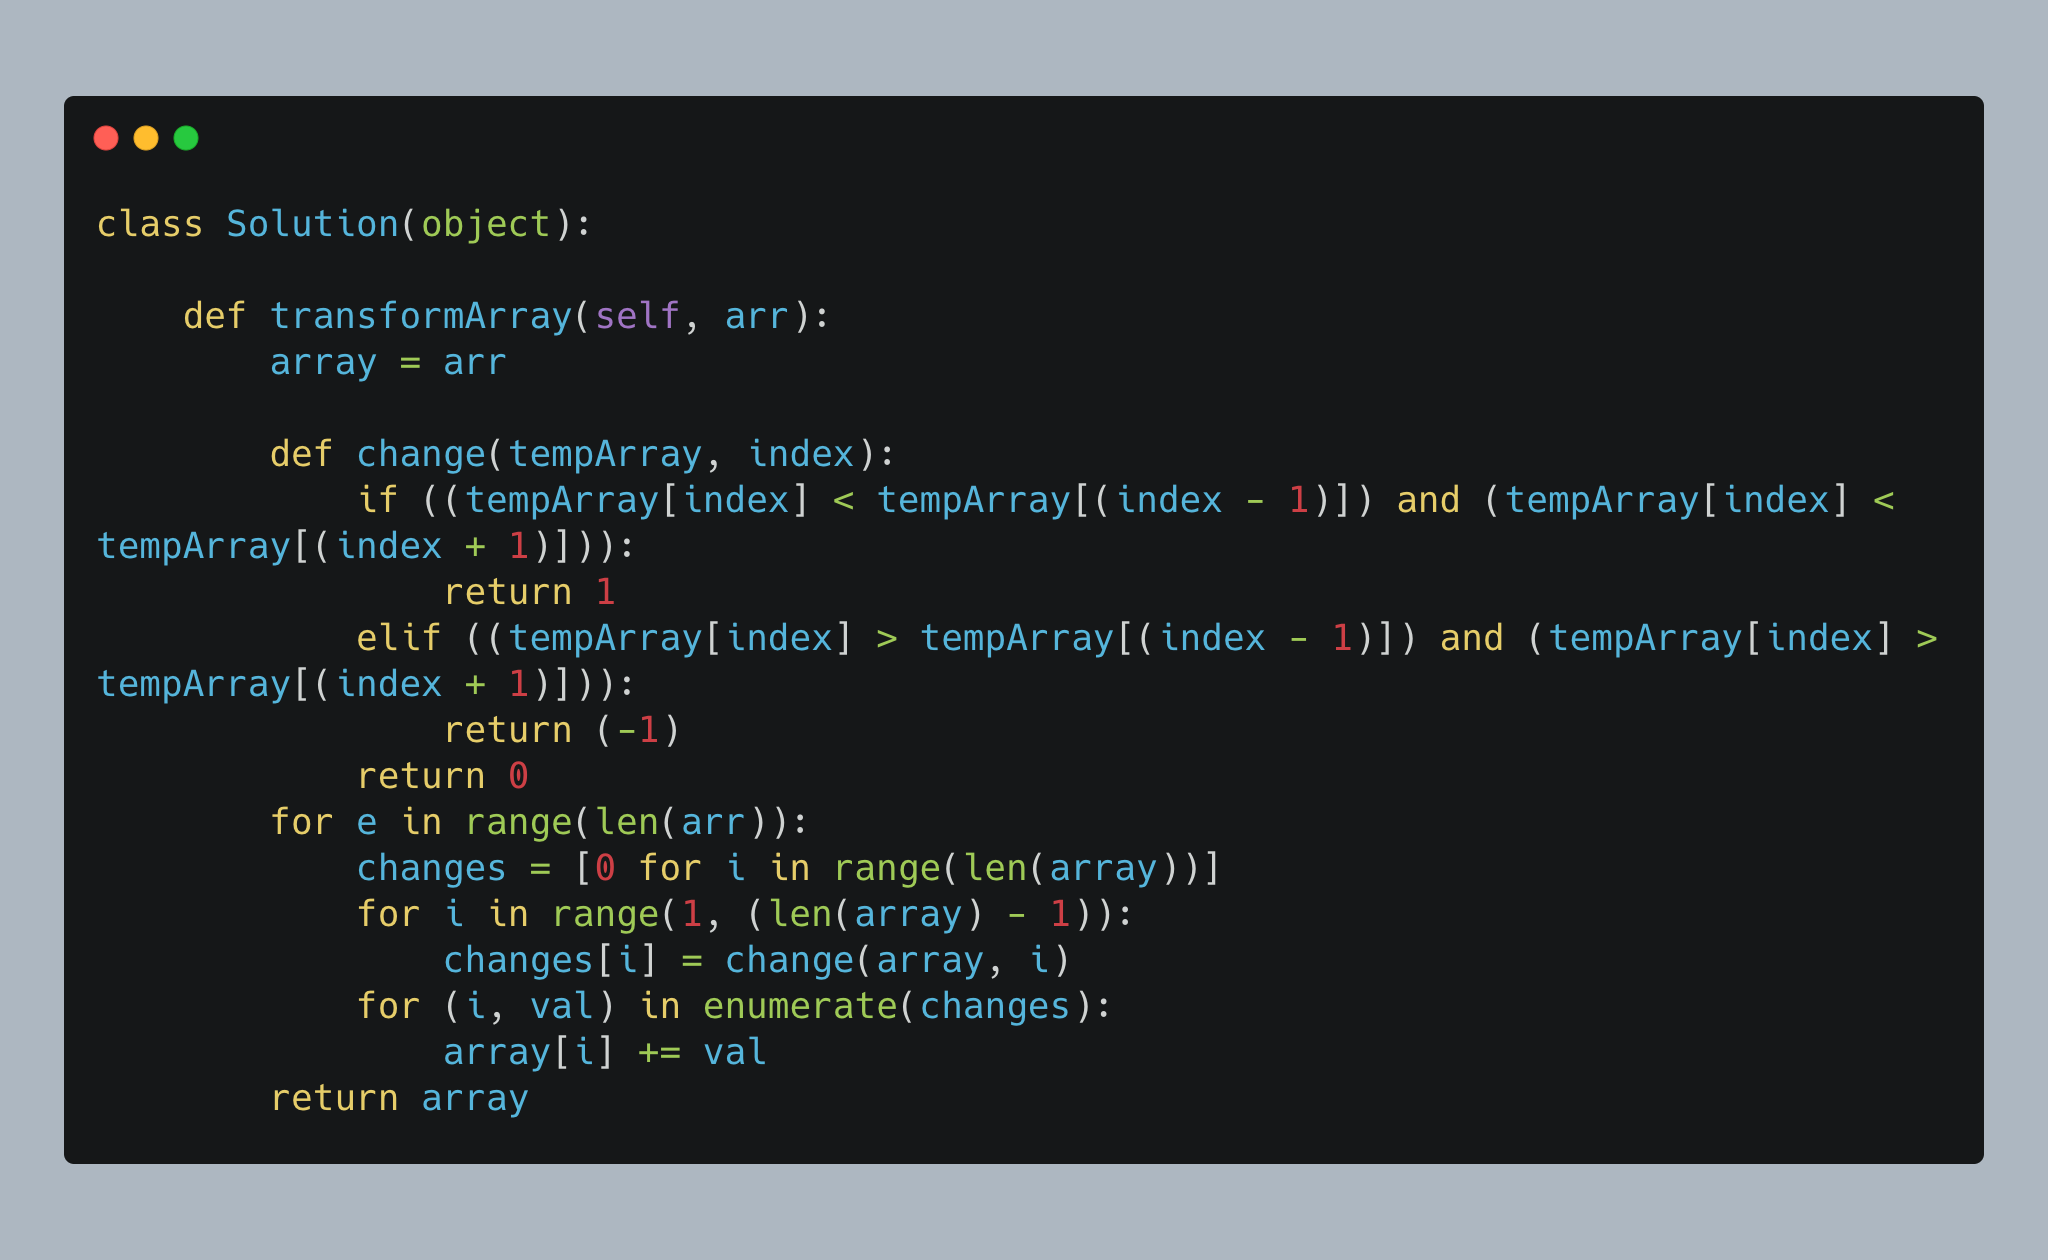 class Solution(object):

    def transformArray(self, arr):
        array = arr

        def change(tempArray, index):
            if ((tempArray[index] < tempArray[(index - 1)]) and (tempArray[index] <
tempArray[(index + 1)])):
                return 1
            elif ((tempArray[index] > tempArray[(index - 1)]) and (tempArray[index] >
tempArray[(index + 1)])):
                return (-1)
            return 0
        for e in range(len(arr)):
            changes = [0 for i in range(len(array))]
            for i in range(1, (len(array) - 1)):
                changes[i] = change(array, i)
            for (i, val) in enumerate(changes):
                array[i] += val
        return array